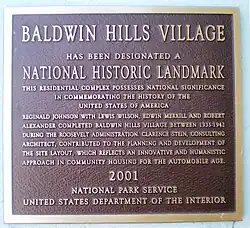 BALDWIN HILLS VILLAGE
HAS BEEN DESIGNATED A
NATIONAL HISTORIC LANDMARK
THIS RESIDENTIAL COMPLEX POSSESSES NATIONAL SIGNIFICANCE
IN COMMEMORATING THE HISTORY OF THE
UNITED STATES OF AMERICA
REGINALD JOHNSON WITH LEWIS WILSON, EDWIN MERRILL AND ROBERT
ALEXANDER COMPLETED BALDWIN HILLS VILLAGE BETWEEN 1935-1942
DURING THE ROOSEVELT ADMINISTRATION. CLARENCE STEIN, CONSULTING
ARCHITECT, CONTRIBUTED TO THE PLANNING AND DEVELOPMENT OF
THE SITE LAYOUT, WHICH REFLECTS AN INNOVATIVE AND HUMANISTIC
APPROACH IN COMMUNITY HOUSING FOR THE AUTOMOBILE AGE.
2001
NATIONAL PARK SERVICE
UNITED STATES DEPARTMENT OF THE INTERIOR